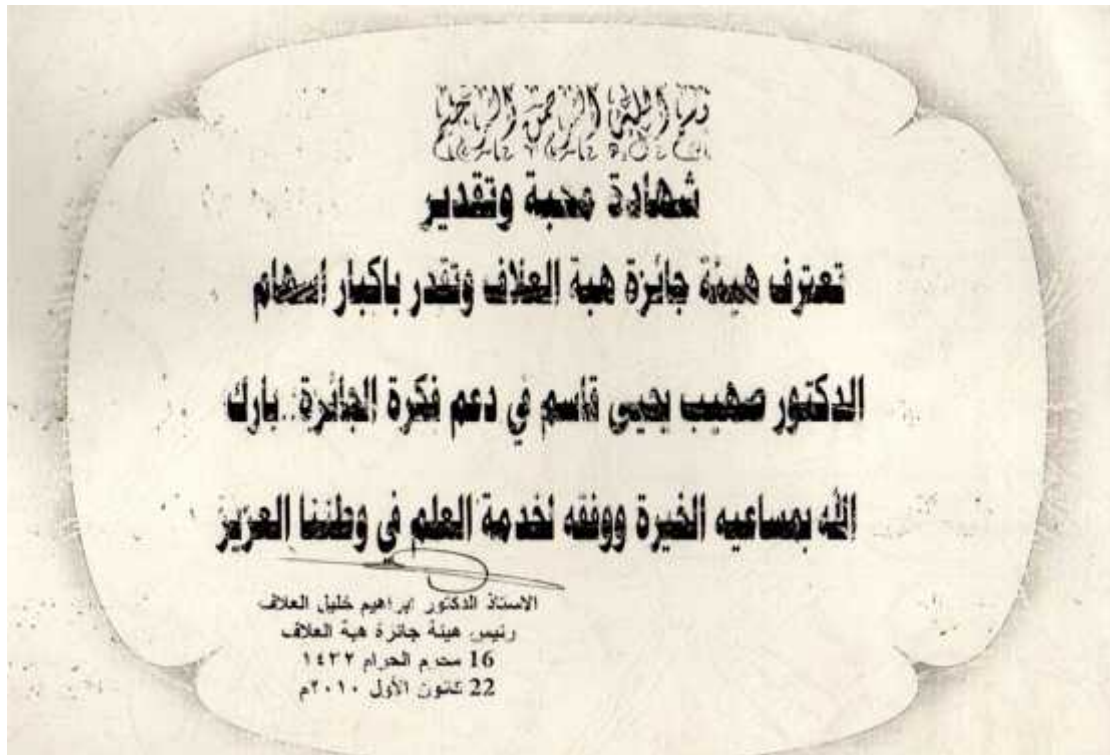 بسم الله الرحمن الرحيم
شهادة محبة وتقدير
تعترف هيئة جائزة هبة العلاف وتقدر باكبار اسهام
الدكتور صهيب يحيى قاسم في دعم فكرة الجائزة..بارك
الله بمساعيه الخيرة ووفقه لخدمة العلم في وطننا العزيز
الاستاذ الدكتور ابراهيم خليل العلاف
رئيس هيئة جائزة هبة العلاف
16 محرم الحرام ١٤٣٢
22 كانون الأول ٢٠١٠م